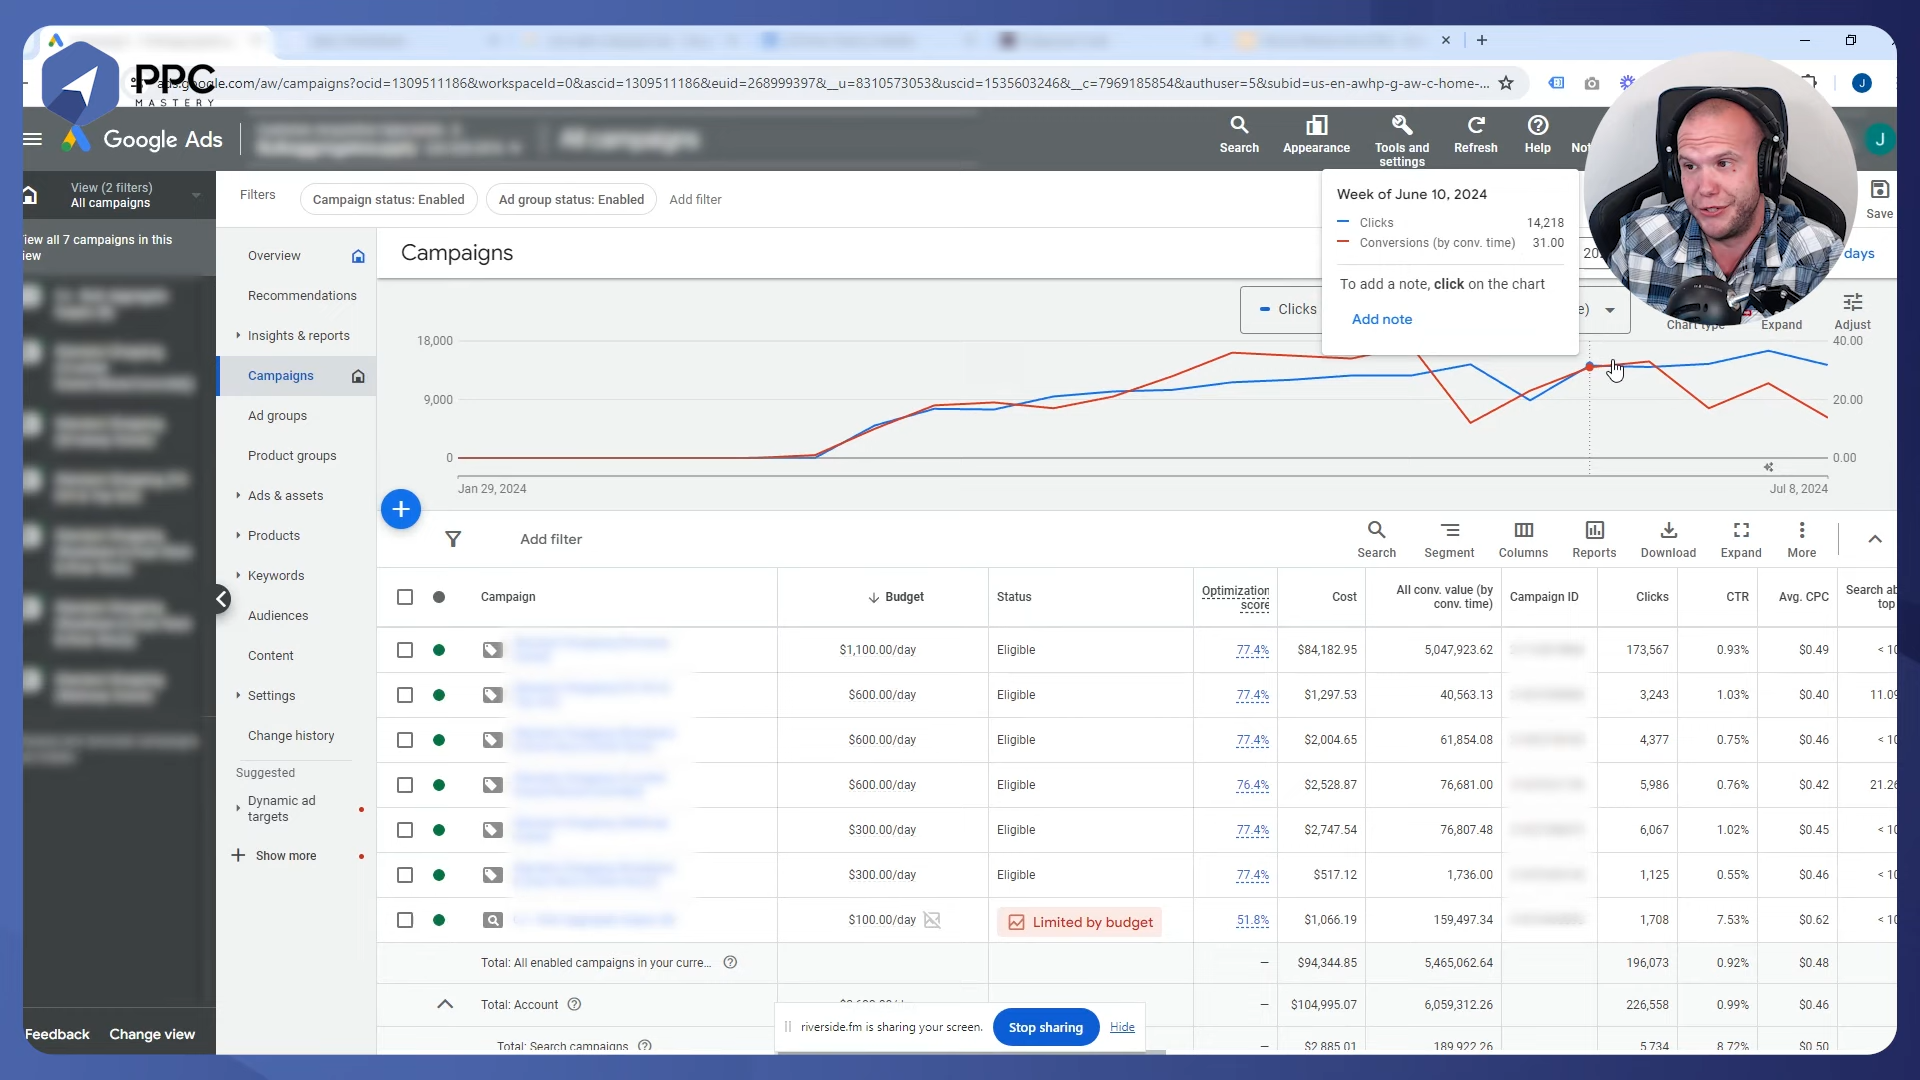 PPC
MASTERY
ads.google.com/aw/campaigns?ocid=1309511186&workspaceId=0&ascid=1309511186&euid=268999397&__u=8310573053&uscid=1535603246&__c=7969185854&authuser=5&subid=us-en-awhp-g-aw-c-home-...
J
Google Ads
Search
Appearance
Tools and
settings
Refresh
Help
J
View (2 filters)
All campaigns
Filters
Campaign status: Enabled
Ad group status: Enabled
Add filter
Save
iew all 7 campaigns in this
iew
Overview
Recommendations
Insights & reports
Campaigns
Ad groups
Product groups
Ads & assets
Products
Keywords
Audiences
Content
Settings
Change history
Suggested
Dynamic ad
targets
Show more
Feedback
Change view
Campaigns
days
Week of June 10, 2024
Clicks 14,218
Conversions (by conv. time) 31.00
To add a note, click on the chart
Add note
Clicks
e)
Chart type
Expand
Adjust
18,000
9,000
0
40.00
20.00
0.00
Jan 29, 2024
Jul 8, 2024
Add filter
Search
Segment
Columns
Reports
Download
Expand
More
Campaign Budget Status Optimization score Cost All conv. value (by conv. time) Campaign ID Clicks CTR Avg. CPC Search ab top
$1,100.00/day Eligible 77.4% $84,182.95 5,047,923.62 173,567 0.93% $0.49 < 10
$600.00/day Eligible 77.4% $1,297.53 40,563.13 3,243 1.03% $0.40 11.09
$600.00/day Eligible 77.4% $2,004.65 61,854.08 4,377 0.75% $0.46 < 10
$600.00/day Eligible 76.4% $2,528.87 76,681.00 5,986 0.76% $0.42 21.26
$300.00/day Eligible 77.4% $2,747.54 76,807.48 6,067 1.02% $0.45 < 10
$300.00/day Eligible 77.4% $517.12 1,736.00 1,125 0.55% $0.46 < 10
$100.00/day Limited by budget 51.8% $1,066.19 159,497.34 1,708 7.53% $0.62 < 10
Total: All enabled campaigns in your curre... — $94,344.85 5,465,062.64 196,073 0.92% $0.48
Total: Account — $104,995.07 6,059,312.26 226,558 0.99% $0.46
Total: Search campaigns — $2,885.01 189,922.26 5,734 8.72% $0.50
riverside.fm is sharing your screen.
Stop sharing
Hide